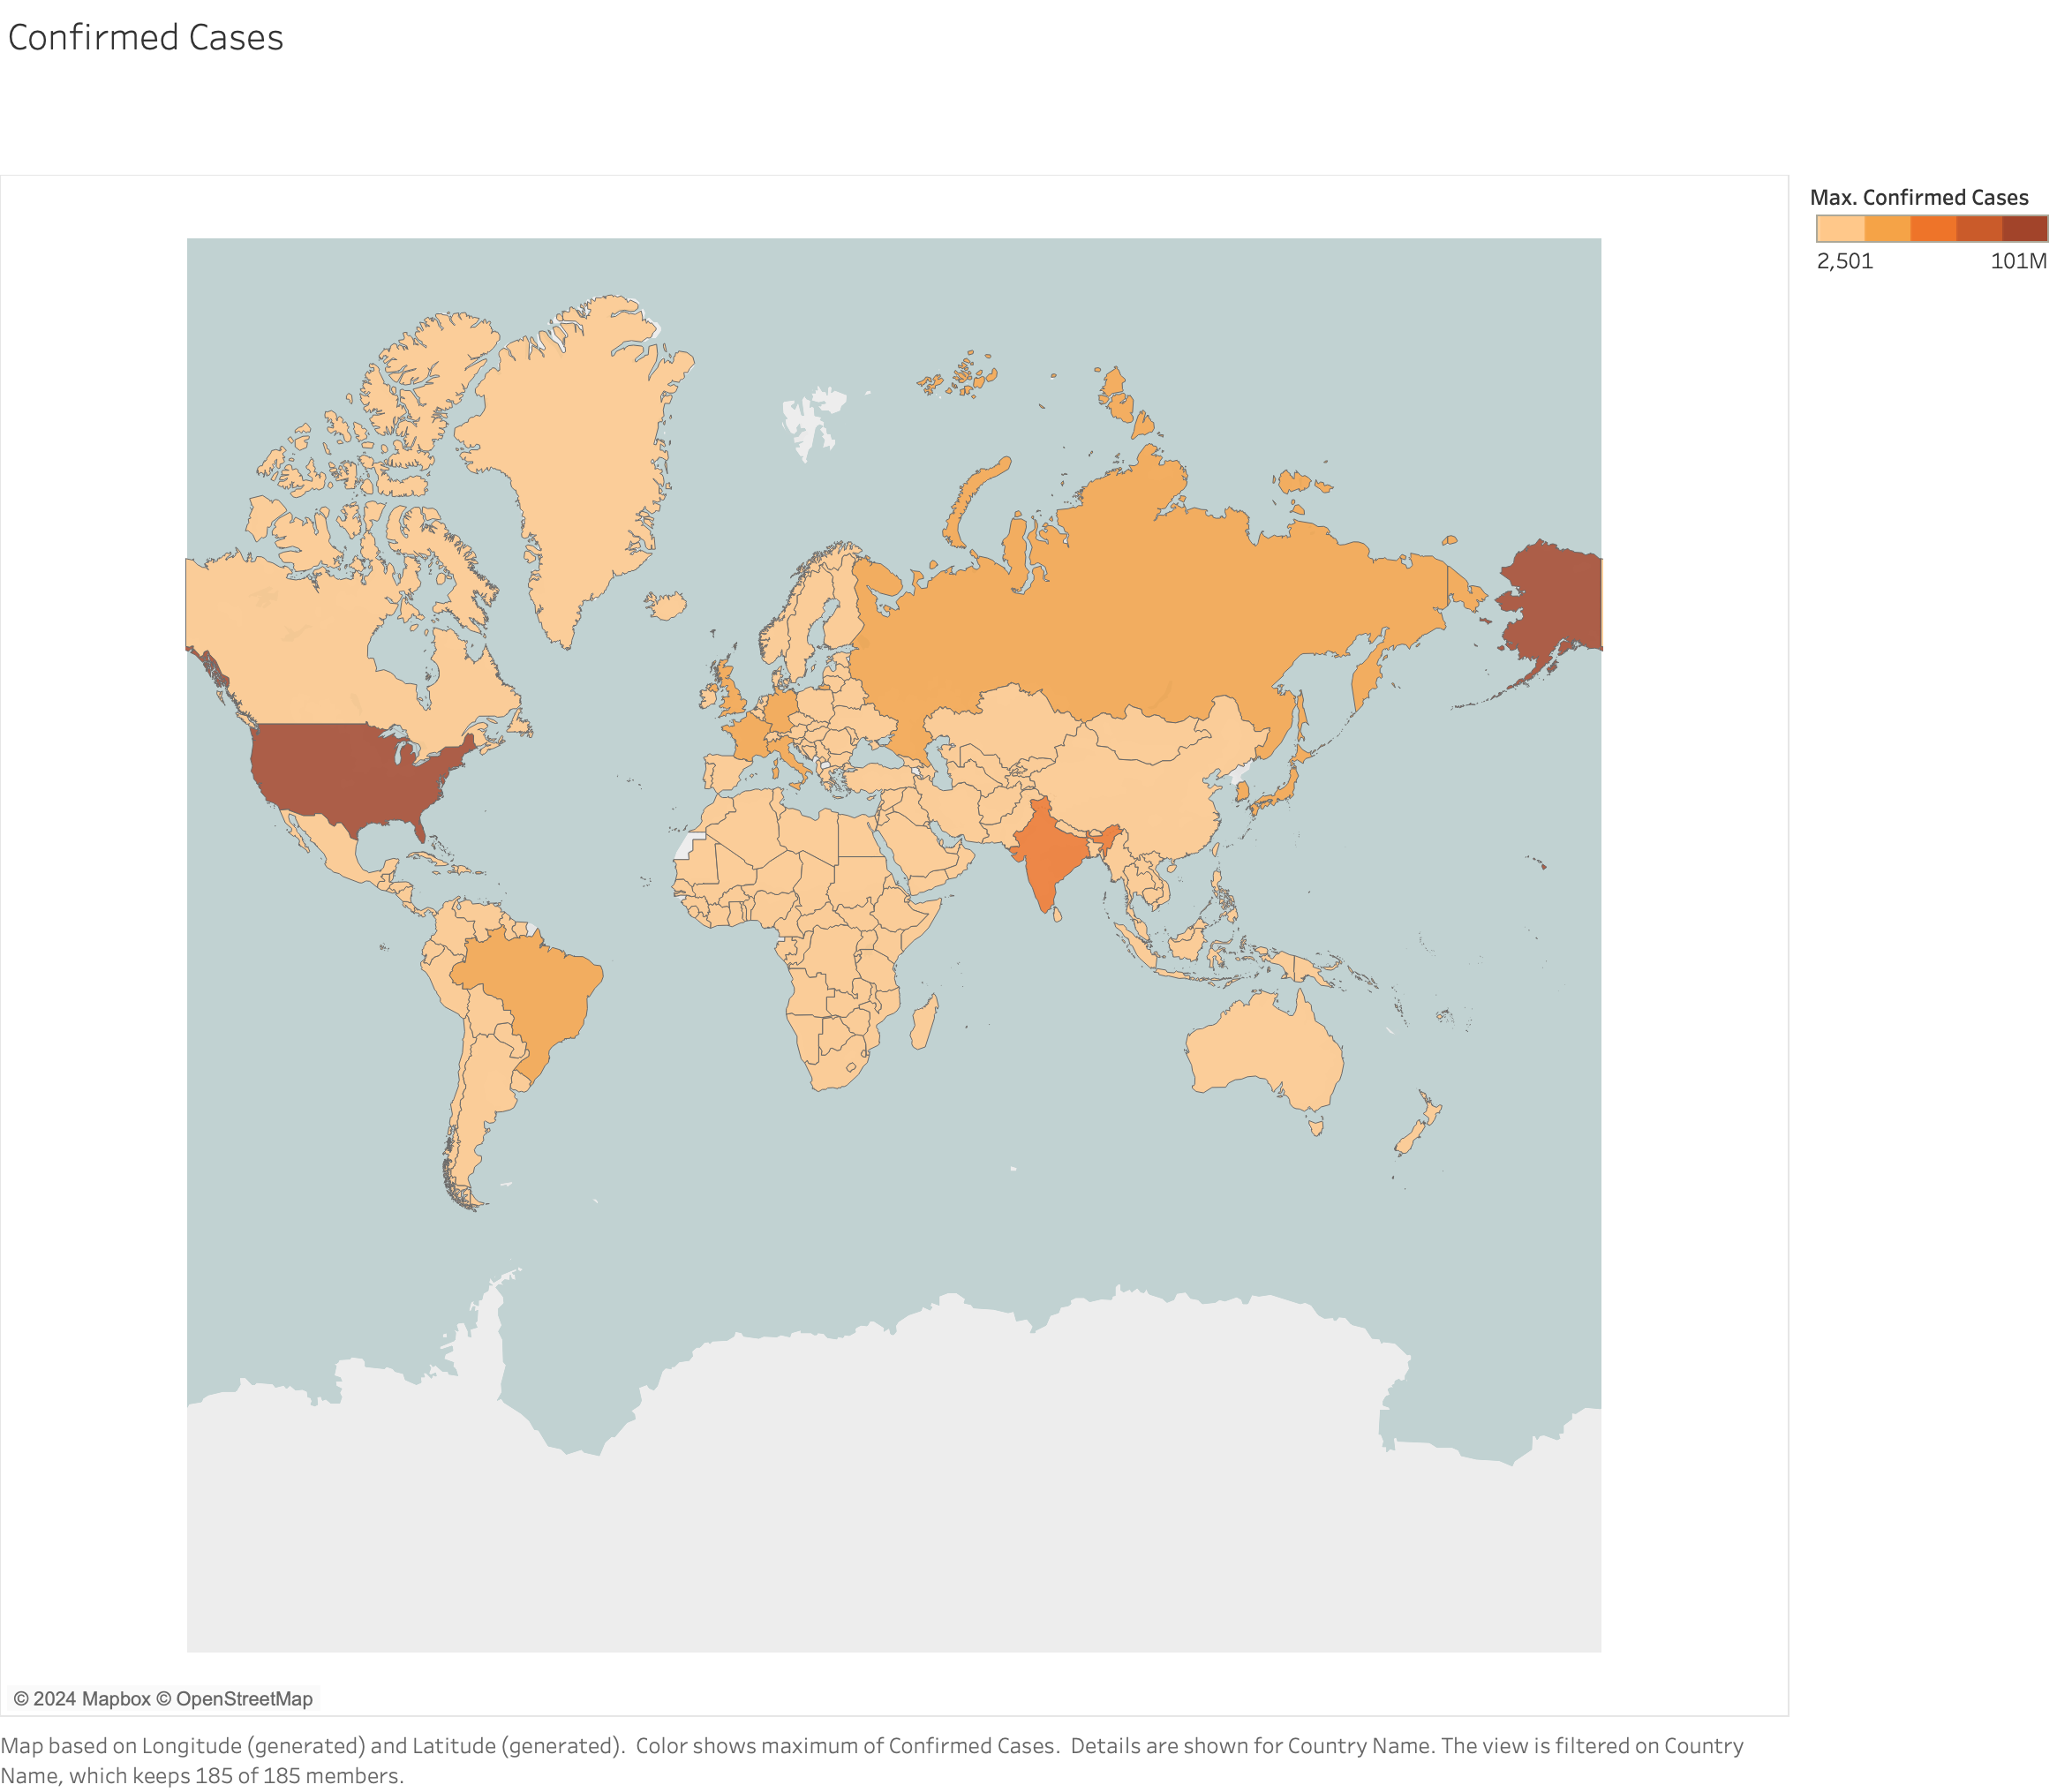 Confirmed Cases
Max. Confirmed Cases
2,501 101M
© 2024 Mapbox © OpenStreetMap
Map based on Longitude (generated) and Latitude (generated).  Color shows maximum of Confirmed Cases.  Details are shown for Country Name. The view is filtered on Country
Name, which keeps 185 of 185 members.